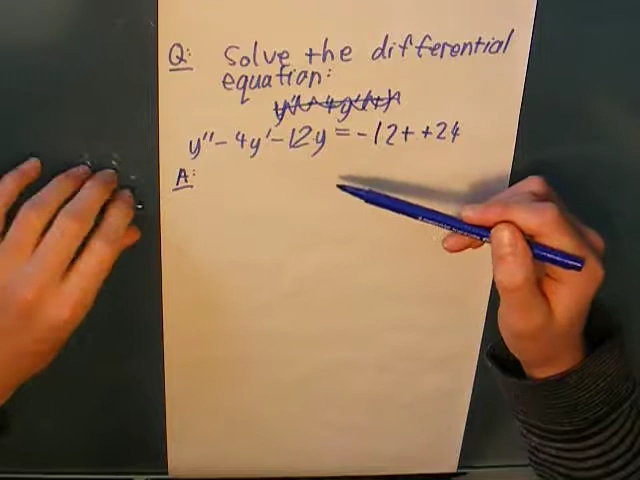 Q: Solve the differential
equation:
y'' - 4y' - 12y = -12t + 24
A: